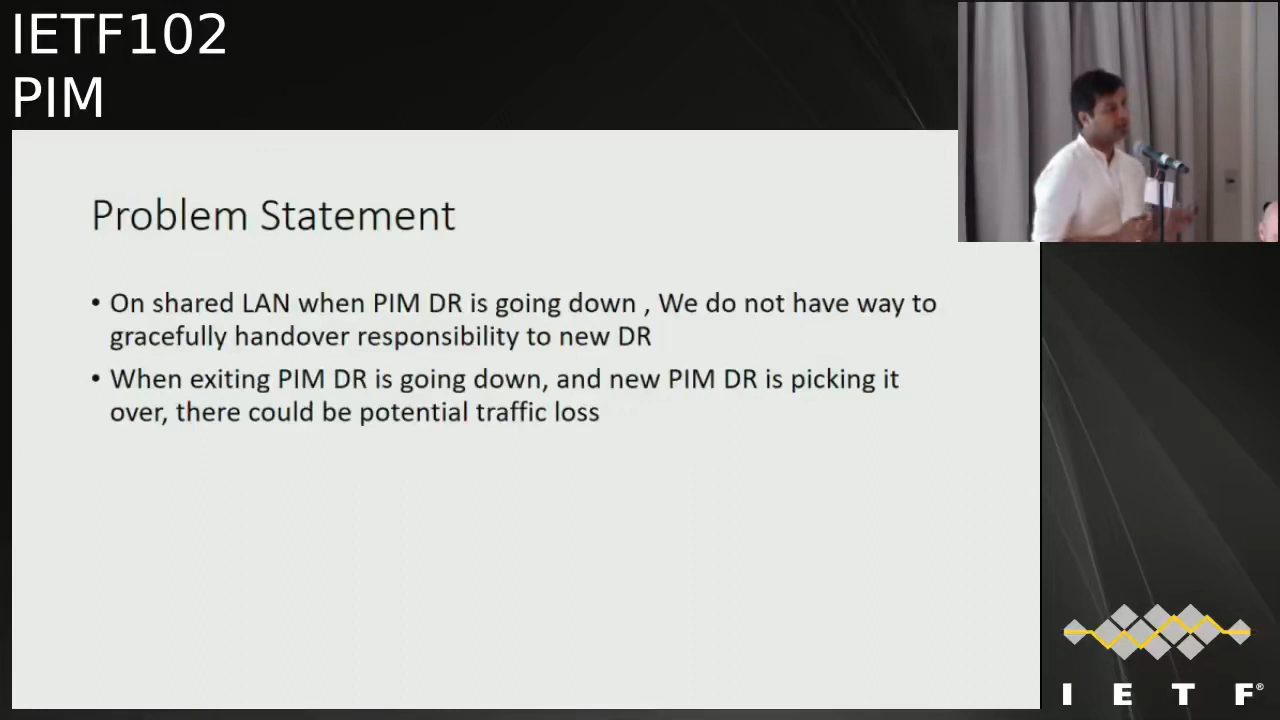 IETF102
PIM
Problem Statement
• On shared LAN when PIM DR is going down , We do not have way to
gracefully handover responsibility to new DR
• When exiting PIM DR is going down, and new PIM DR is picking it
over, there could be potential traffic loss
I E T F®